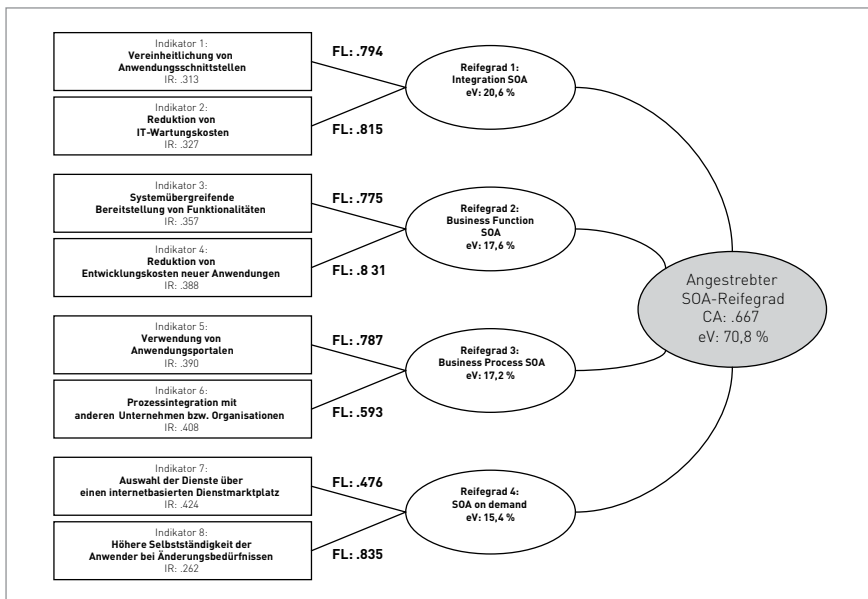 Indikator 1:
Vereinheitlichung von
Anwendungsschnittstellen
IR: .313
FL: .794
Indikator 2:
Reduktion von
IT-Wartungskosten
IR: .327
FL: .815
Reifegrad 1:
Integration SOA
eV: 20,6 %
Indikator 3:
Systemübergreifende
Bereitstellung von Funktionalitäten
IR: .357
FL: .775
Indikator 4:
Reduktion von
Entwicklungskosten neuer Anwendungen
IR: .388
FL: .8 31
Reifegrad 2:
Business Function
SOA
eV: 17,6 %
Indikator 5:
Verwendung von
Anwendungsportalen
IR: .390
FL: .787
Indikator 6:
Prozessintegration mit
anderen Unternehmen bzw. Organisationen
IR: .408
FL: .593
Reifegrad 3:
Business Process SOA
eV: 17,2 %
Indikator 7:
Auswahl der Dienste über
einen internetbasierten Dienstmarktplatz
IR: .424
FL: .476
Indikator 8:
Höhere Selbstständigkeit der
Anwender bei Änderungsbedürfnissen
IR: .262
FL: .835
Reifegrad 4:
SOA on demand
eV: 15,4 %
Angestrebter
SOA-Reifegrad
CA: .667
eV: 70,8 %